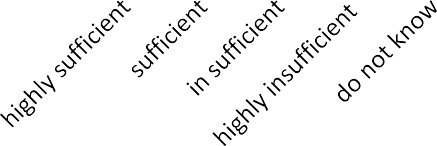 highly sufficient
sufficient
in sufficient
highly insufficient
do not know